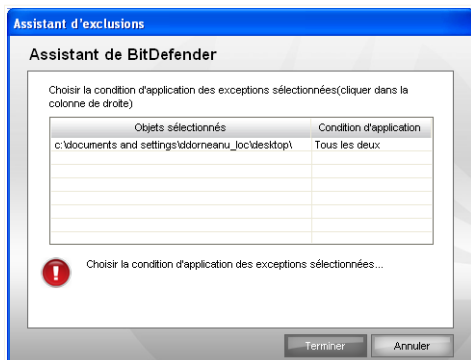 Assistant d'exclusions
Assistant de BitDefender
Choisir la condition d'application des exceptions sélectionnées(cliquer dans la
colonne de droite)
Objets sélectionnés Condition d'application
c:\documents and settings\ddorneanu_loc\desktop\ Tous les deux
Choisir la condition d'application des exceptions sélectionnées...
Terminer Annuler